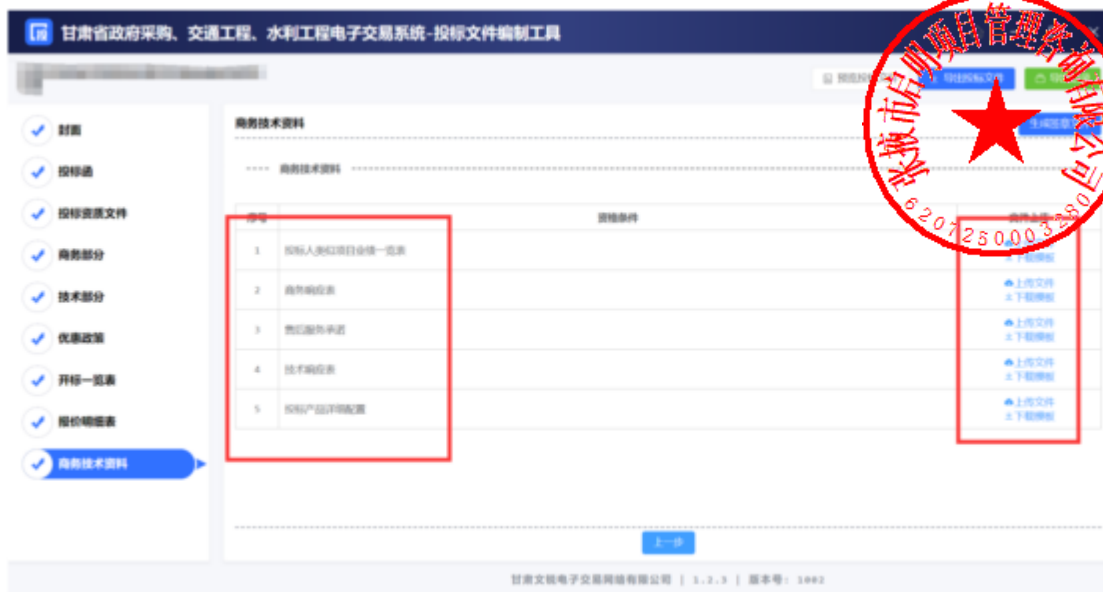 甘肃省政府采购、交通工程、水利工程电子交易系统-投标文件编制工具
导出投标文件
封面
投标函
投标资质文件
商务部分
技术部分
优惠政策
开标一览表
报价明细表
商务技术资料
商务技术资料
商务技术资料
序号 资格条件
1 投标人类似项目业绩一览表
下载模板
2 商务响应表 上传文件
下载模板
3 售后服务承诺 上传文件
下载模板
4 技术响应表 上传文件
下载模板
5 投标产品详细配置 上传文件
下载模板
上一步
甘肃文锐电子交易网络有限公司 | 1.2.3 | 版本号: 1002
张掖市启明项目管理咨询有限公司
6207250003280